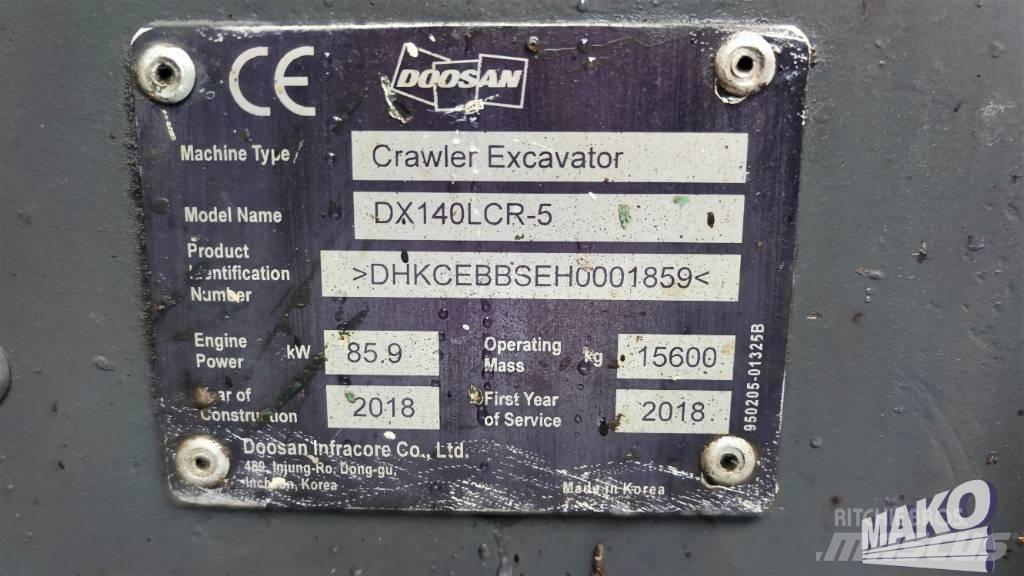 CE DOOSAN
Machine Type Crawler Excavator
Model Name DX140LCR-5
Product
Identification
Number >DHKCEBBSEH0001859<
Engine
Power kW 85.9 Operating
Mass kg 15600
Year of
Construction 2018 First Year
of Service 2018
Doosan Infracore Co., Ltd.
489, Injung-Ro, Dong-gu,
Incheon, Korea
Made in Korea
950205-01325B
MAKO